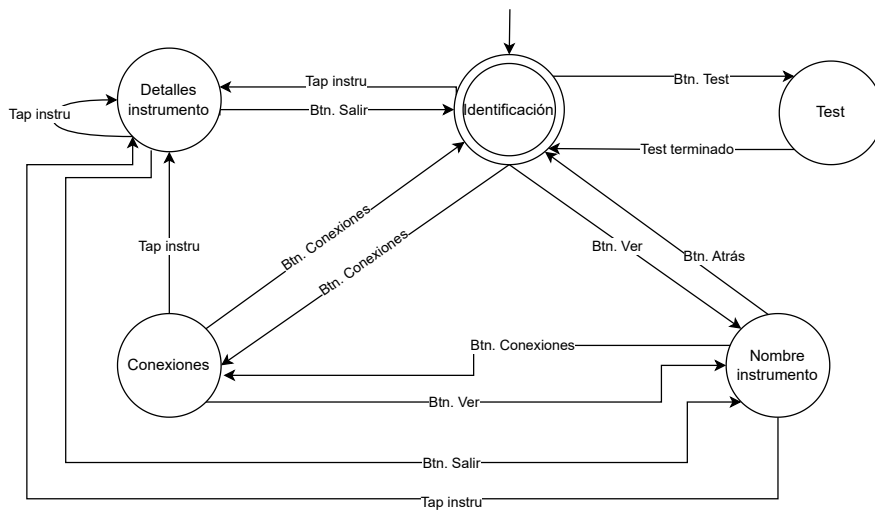 Detalles
instrumento
Tap instru
Btn. Salir
Identificación
Btn. Test
Test
Tap instru
Test terminado
Btn. Conexiones
Btn. Conexiones
Tap instru
Btn. Ver
Btn. Atrás
Conexiones
Btn. Conexiones
Nombre
instrumento
Btn. Ver
Btn. Salir
Tap instru